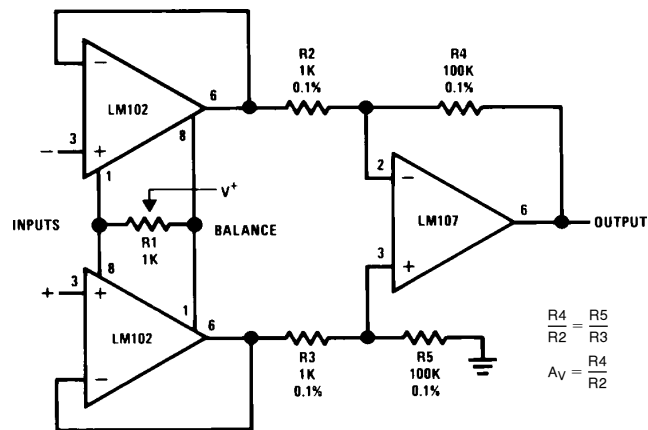 R2
1K
0.1%
R4
100K
0.1%
−
LM102
6
8
− 3
+
1
2
−
V+
LM107
6
OUTPUT
INPUTS
R1
1K
BALANCE
3
+
8
+ 3
+
1
6
LM102
−
R3
1K
0.1%
R5
100K
0.1%
R4/R2 = R5/R3
AV = R4/R2